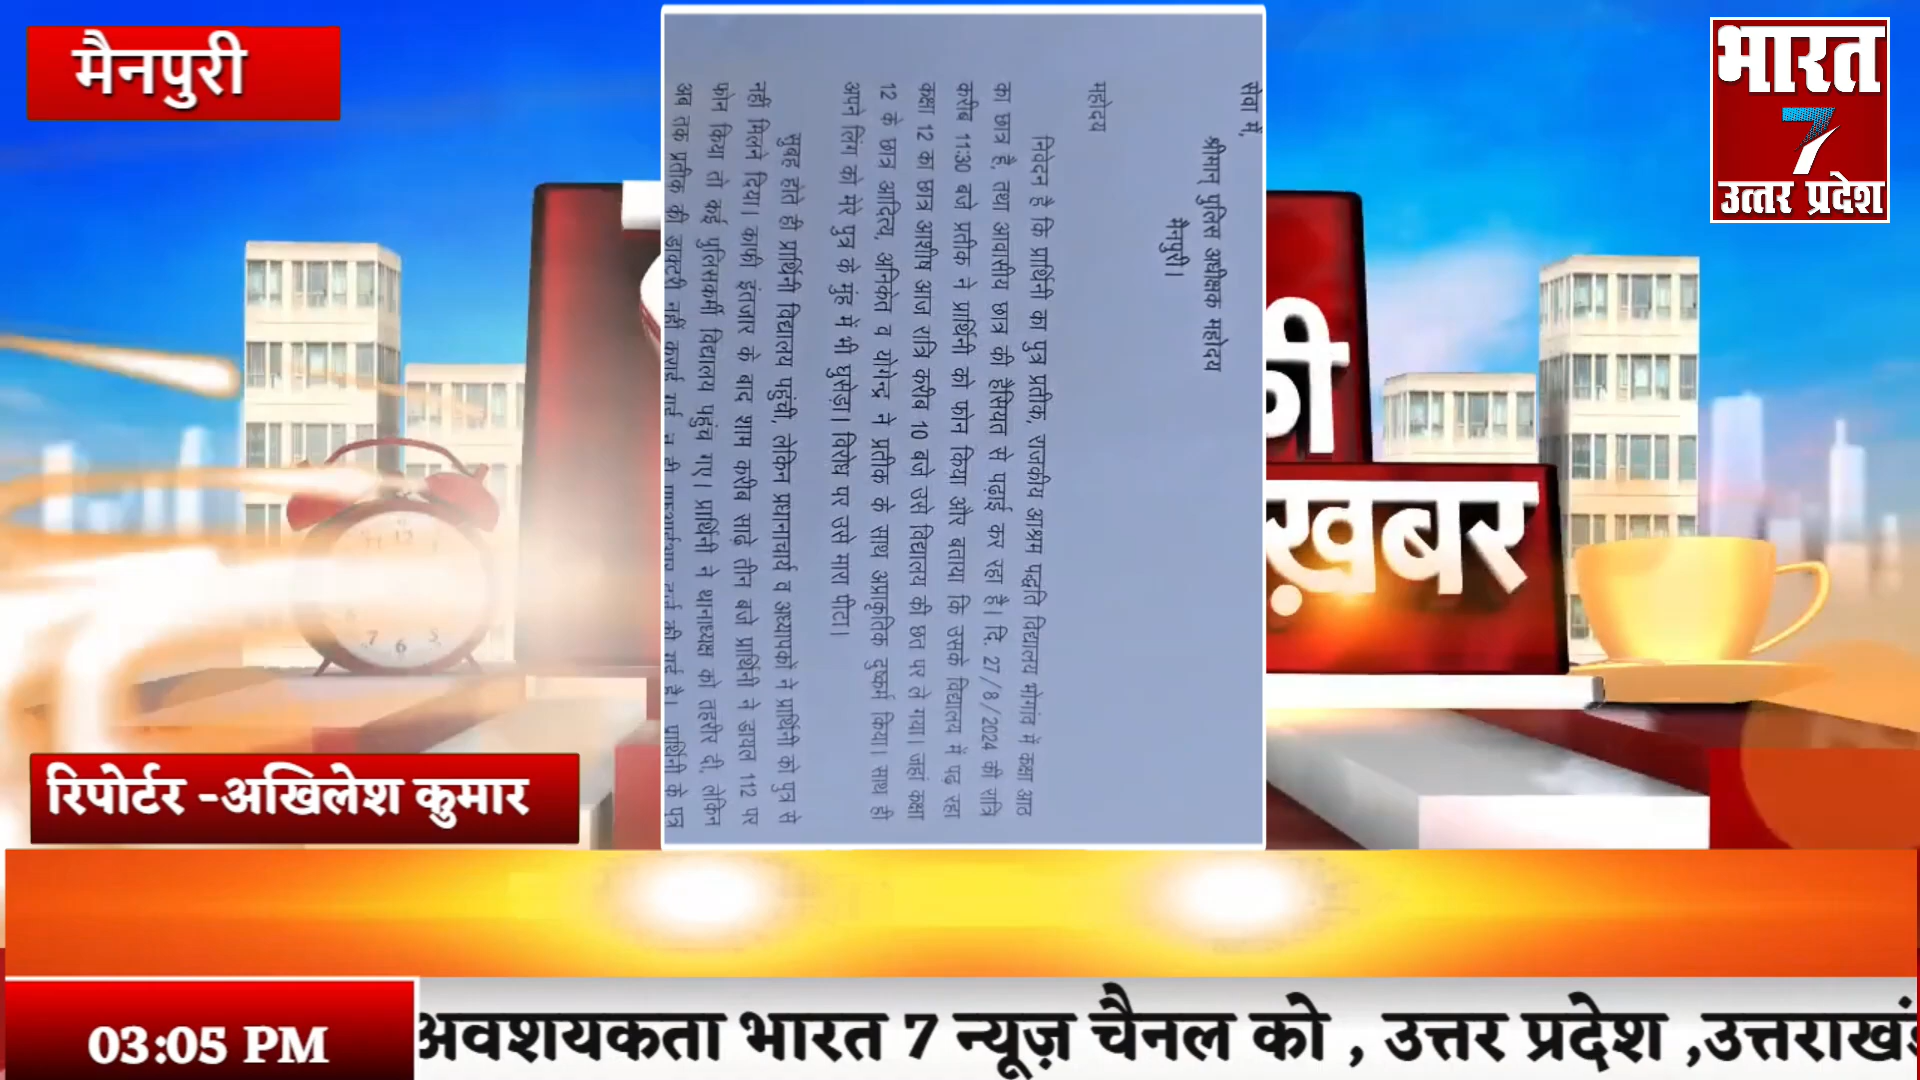 मैनपुरी
भारत
7
उत्तर प्रदेश
सेवा में,
श्रीमान् पुलिस अधीक्षक महोदय
मैनपुरी।
महोदय
निवेदन है कि प्रार्थिनी का पुत्र प्रतीक, राजकीय आश्रम पद्धति विद्यालय भोगांव में कक्षा आठ
का छात्र है, तथा आवासीय छात्र की हैसियत से पढ़ाई कर रहा है। दि. 27/8/2024 की रात्रि
करीब 11:30 बजे प्रतीक ने प्रार्थिनी को फोन किया और बताया कि उसके विद्यालय में पढ़ रहा
कक्षा 12 का छात्र आशीष आज रात्रि करीब 10 बजे उसे विद्यालय की छत पर ले गया। जहां कक्षा
12 के छात्र आदित्य, अनिकेत व योगेन्द्र ने प्रतीक के साथ अप्राकृतिक दुष्कर्म किया। साथ ही
अपने लिंग को मेरे पुत्र के मुंह में भी घुसेड़ा। विरोध पर उसे मारा पीटा।
सुबह होते ही प्रार्थिनी विद्यालय पहुंची, लेकिन प्रधानाचार्य व अध्यापकों ने प्रार्थिनी को पुत्र से
नहीं मिलने दिया। काफी इंतजार के बाद शाम करीब साढ़े तीन बजे प्रार्थिनी ने डायल 112 पर
फोन किया तो कई पुलिसकर्मी विद्यालय पहुंच गए। प्रार्थिनी ने थानाध्यक्ष को तहरीर दी, लेकिन
अब तक प्रतीक की डाक्टरी नहीं कराई गई न ही दर्ज की गई है। प्रार्थिनी के पुत्र
की
ख़बर
रिपोर्टर -अखिलेश कुमार
03:05 PM
अवशयकता भारत 7 न्यूज़ चैनल को , उत्तर प्रदेश ,उत्तराखं